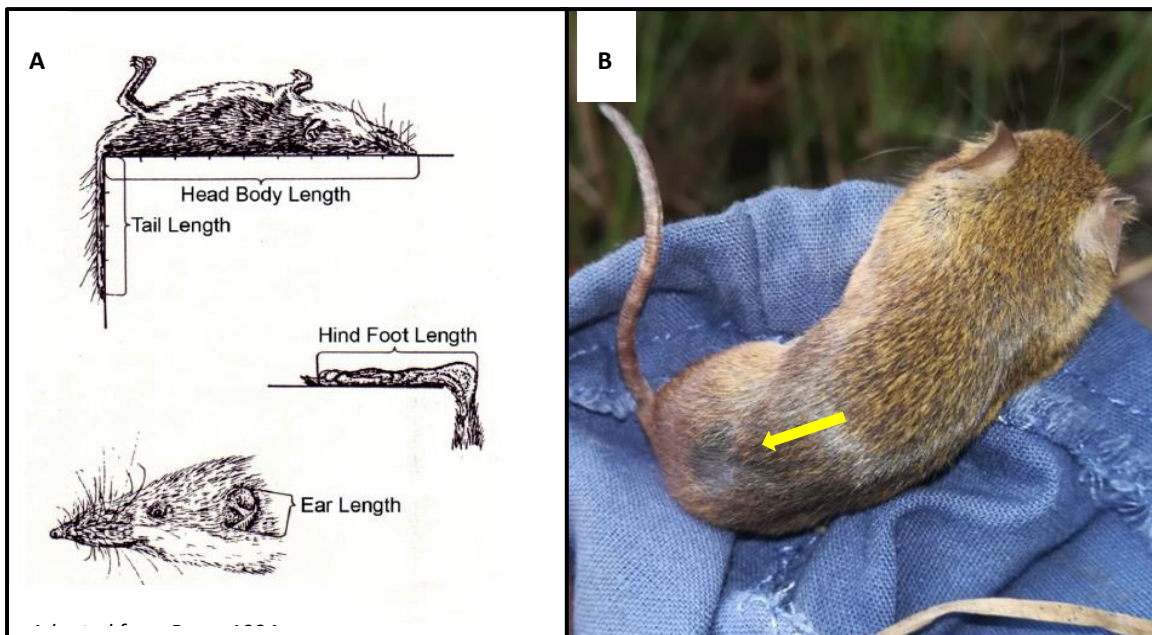 A
B
Head Body Length
Tail Length
Hind Foot Length
Ear Length